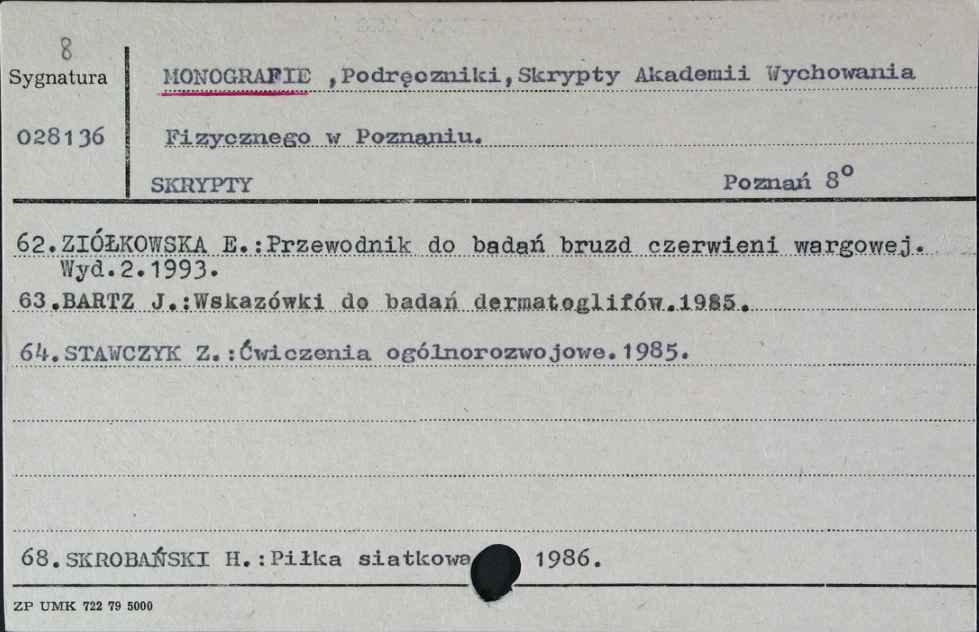 8
Sygnatura
MONOGRAFIE ,Podręczniki,Skrypty Akademii Wychowania
028136
Fizycznego w Poznaniu.
SKRYPTY
Poznań 8°
62.ZIÓŁKOWSKA E.:Przewodnik do badań bruzd czerwieni wargowej.
Wyd.2.1993.
63.BARTZ J.:Wskazówki do badań dermatoglifów.1985.
64.STAWCZYK Z.:Ćwiczenia ogólnorozwojowe.1985.
68.SKROBAŃSKI H.:Piłka siatkowa 1986.
ZP UMK 722 79 5000